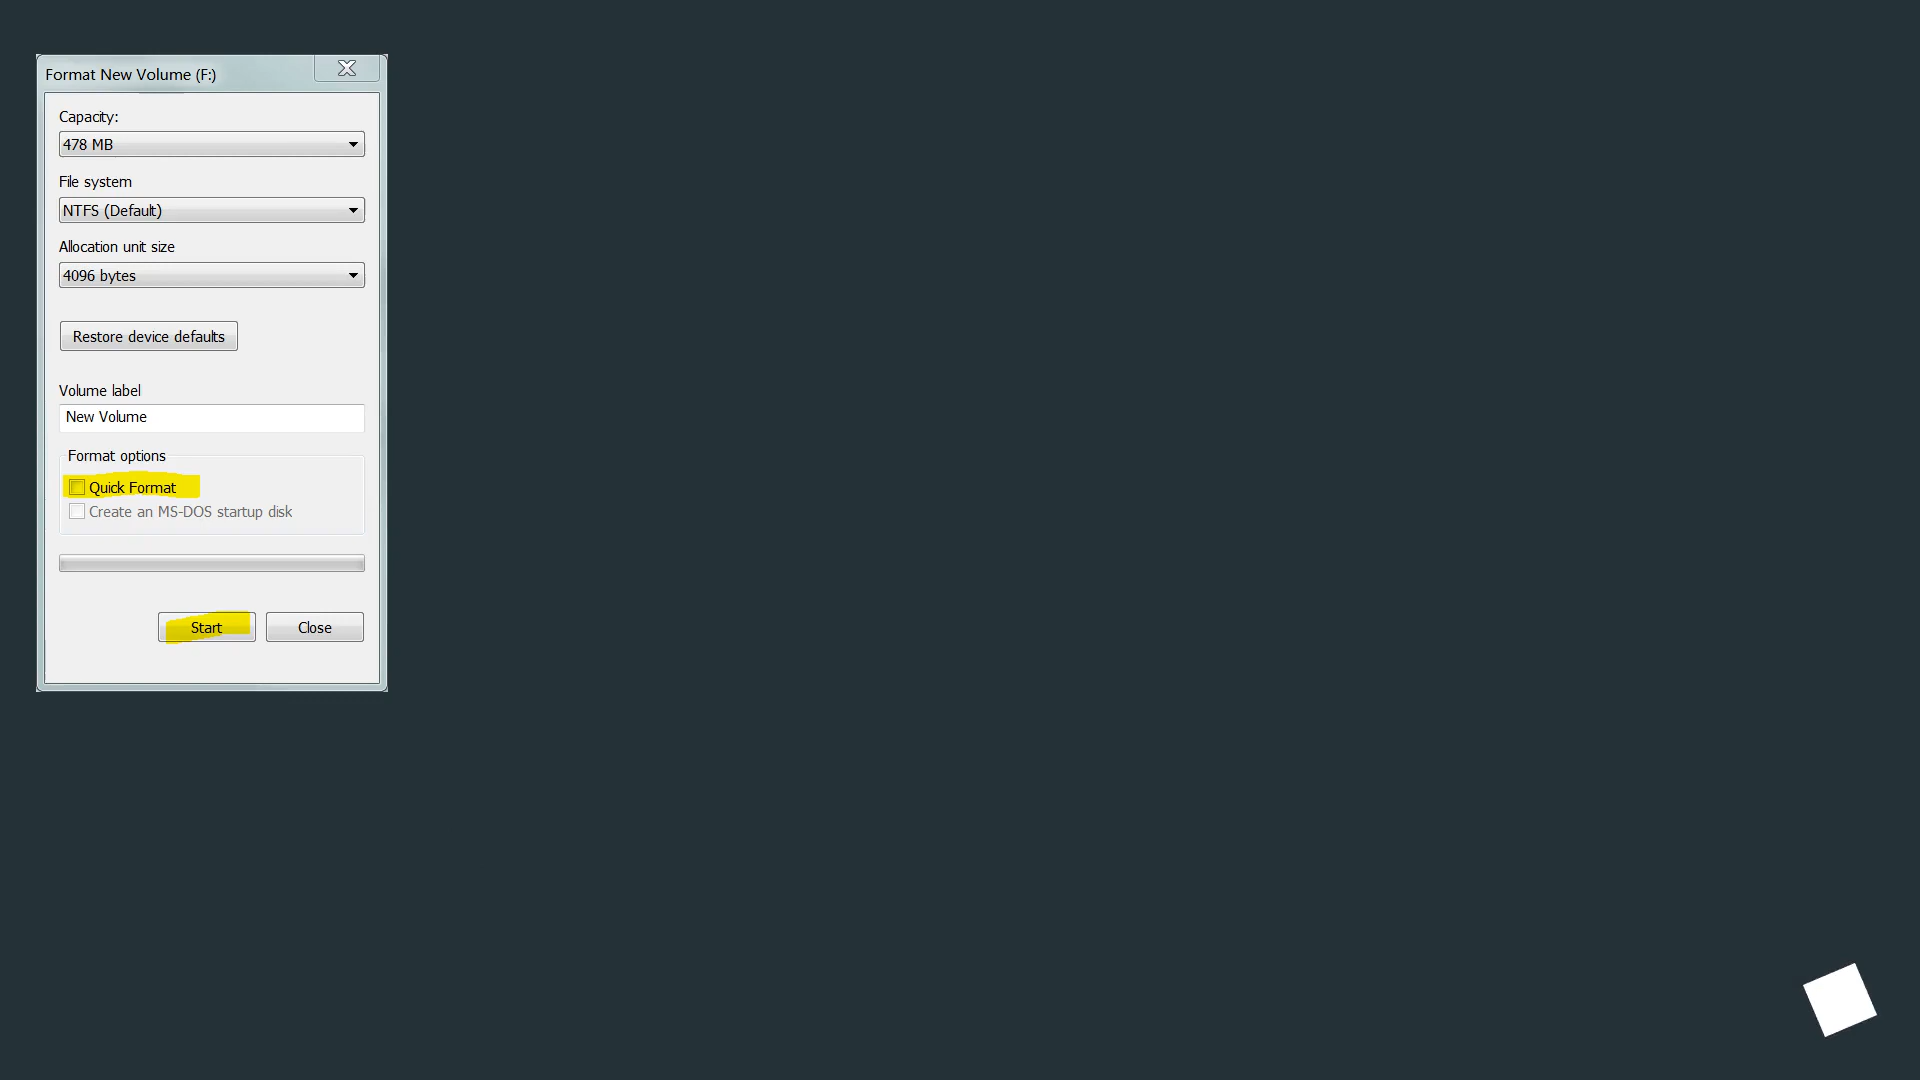 Format New Volume (F:)
Capacity:
478 MB
File system
NTFS (Default)
Allocation unit size
4096 bytes
Restore device defaults
Volume label
New Volume
Format options
Quick Format
Create an MS-DOS startup disk
Start
Close